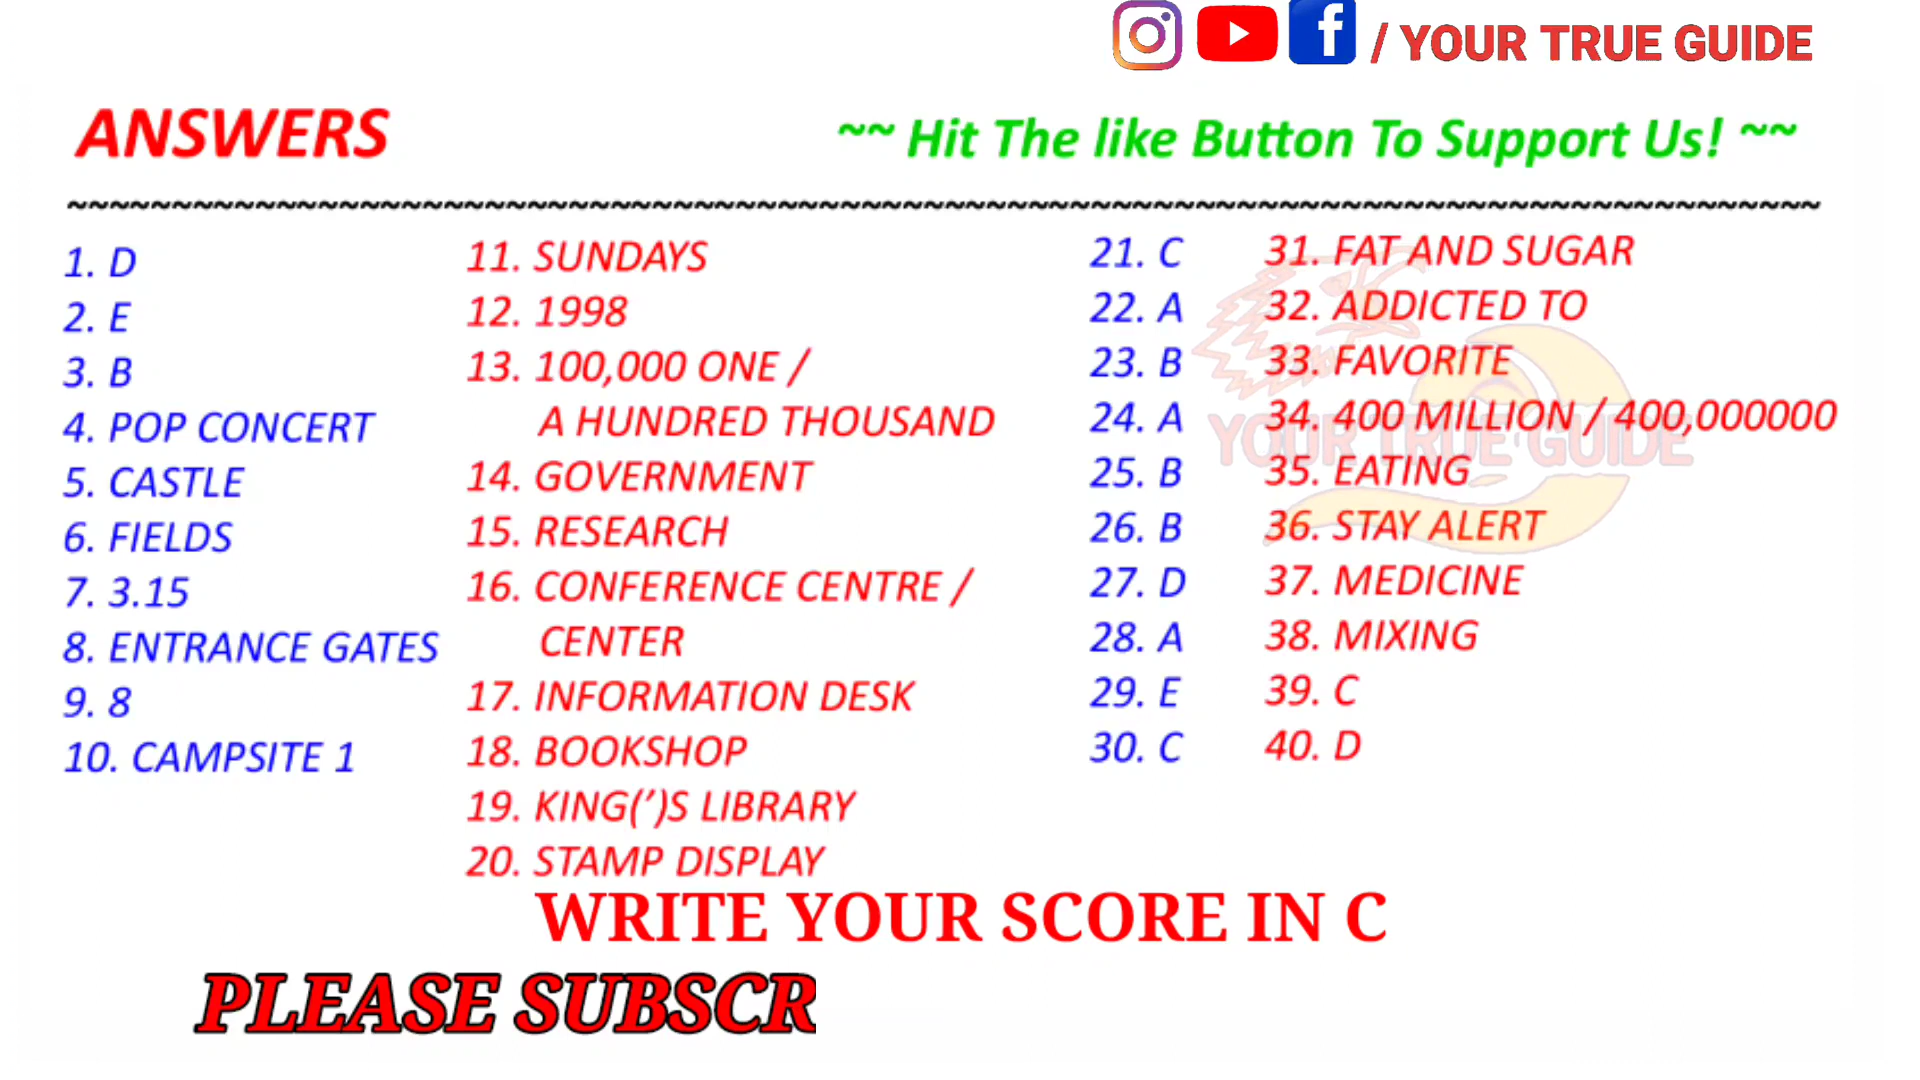 / YOUR TRUE GUIDE
ANSWERS
~~ Hit The like Button To Support Us! ~~
1. D
2. E
3. B
4. POP CONCERT
5. CASTLE
6. FIELDS
7. 3.15
8. ENTRANCE GATES
9. 8
10. CAMPSITE 1
11. SUNDAYS
12. 1998
13. 100,000 ONE /
A HUNDRED THOUSAND
14. GOVERNMENT
15. RESEARCH
16. CONFERENCE CENTRE /
CENTER
17. INFORMATION DESK
18. BOOKSHOP
19. KING(’)S LIBRARY
20. STAMP DISPLAY
21. C
22. A
23. B
24. A
25. B
26. B
27. D
28. A
29. E
30. C
31. FAT AND SUGAR
32. ADDICTED TO
33. FAVORITE
34. 400 MILLION / 400,000000
35. EATING
36. STAY ALERT
37. MEDICINE
38. MIXING
39. C
40. D
YOUR TRUE GUIDE
WRITE YOUR SCORE IN C
PLEASE SUBSCR